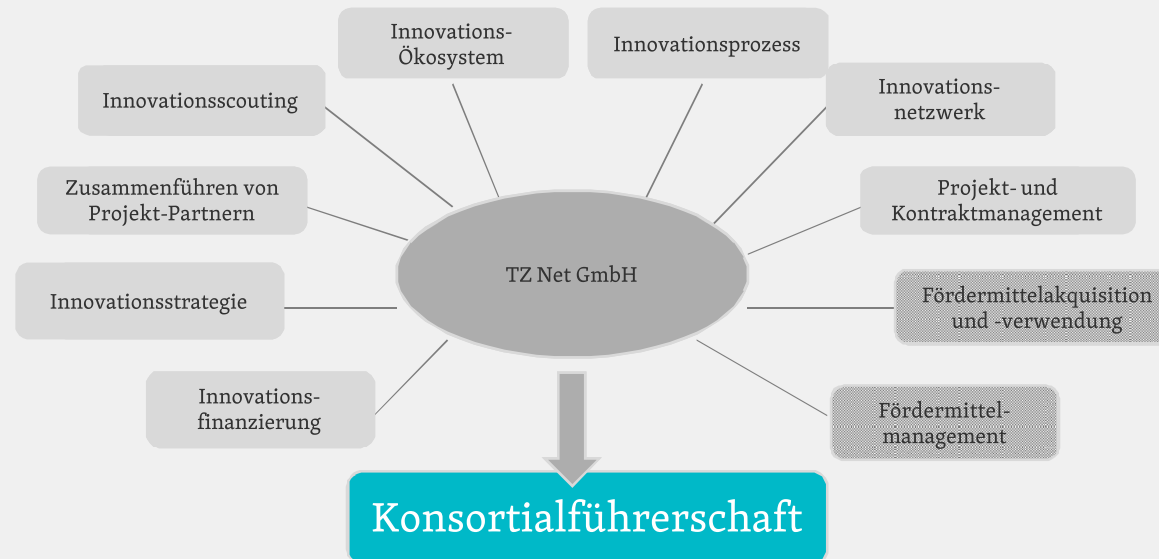 Innovations-
Ökosystem
Innovationsprozess
Innovationsscouting
Innovations-
netzwerk
Zusammenführen von
Projekt-Partnern
Projekt- und
Kontraktmanagement
TZ Net GmbH
Innovationsstrategie
Fördermittelakquisition
und -verwendung
Innovations-
finanzierung
Fördermittel-
management
Konsortialführerschaft